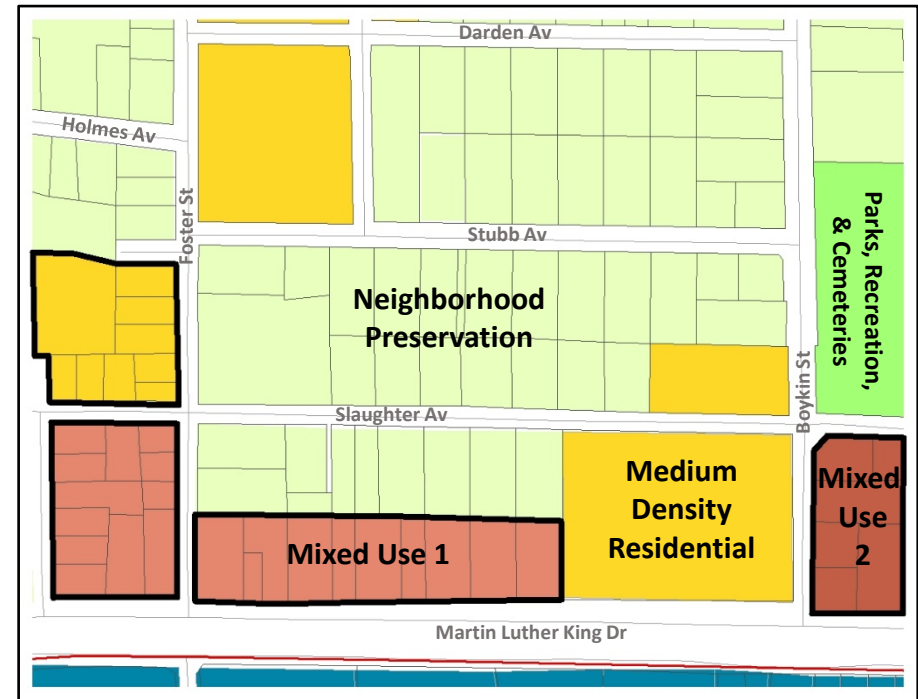 Darden Av
Holmes Av
Foster St
Stubb Av
Parks, Recreation,
& Cemeteries
Neighborhood
Preservation
Slaughter Av
Boykin St
Medium
Density
Residential
Mixed
Use
2
Mixed Use 1
Martin Luther King Dr